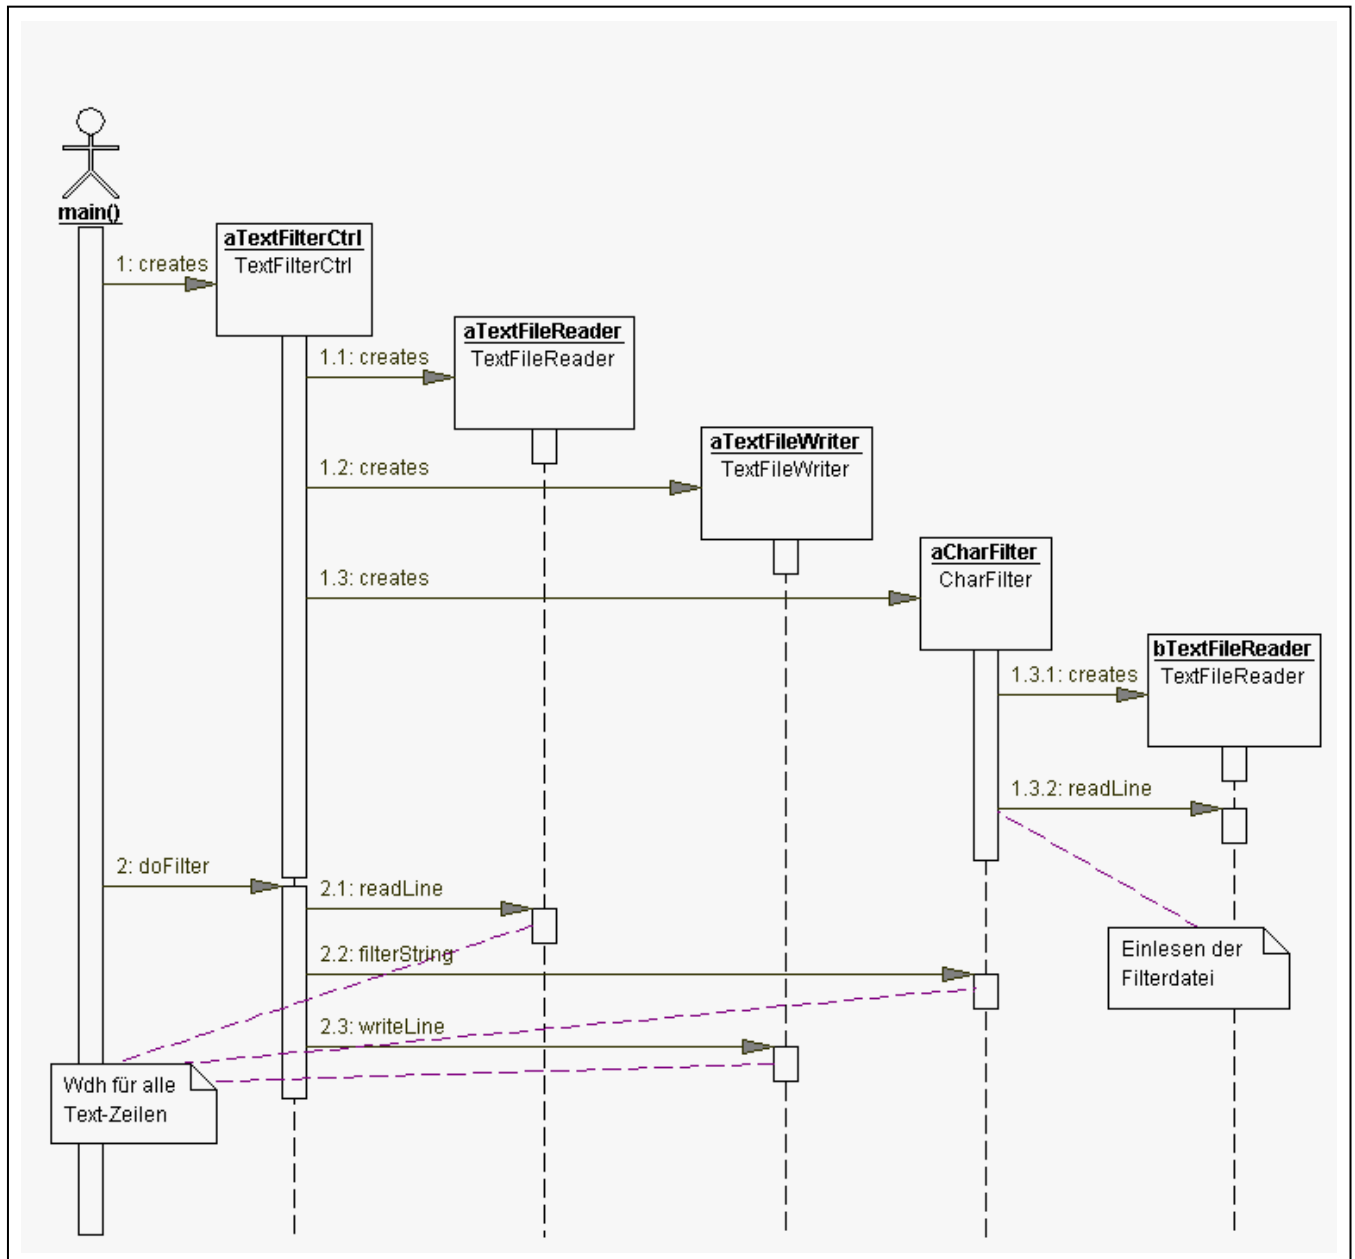 main()
aTextFilterCtrl
TextFilterCtrl
1: creates
aTextFileReader
TextFileReader
1.1: creates
aTextFileWriter
TextFileWriter
1.2: creates
aCharFilter
CharFilter
1.3: creates
bTextFileReader
TextFileReader
1.3.1: creates
1.3.2: readLine
2: doFilter
2.1: readLine
2.2: filterString
Einlesen der
Filterdatei
2.3: writeLine
Wdh für alle
Text-Zeilen